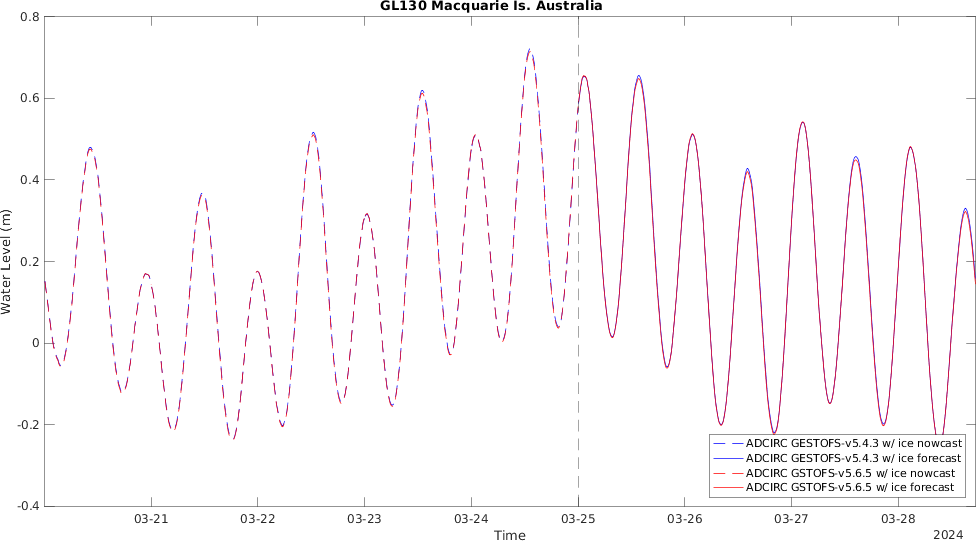 GL130 Macquarie Is. Australia
0.8
0.6
0.4
0.2
0
-0.2
-0.4
Water Level (m)
03-21 03-22 03-23 03-24 03-25 03-26 03-27 03-28
Time
2024
ADCIRC GESTOFS-v5.4.3 w/ ice nowcast
ADCIRC GESTOFS-v5.4.3 w/ ice forecast
ADCIRC GSTOFS-v5.6.5 w/ ice nowcast
ADCIRC GSTOFS-v5.6.5 w/ ice forecast